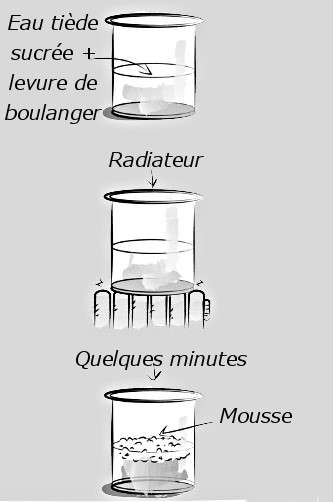 Eau tiède
sucrée +
levure de
boulanger
Radiateur
Quelques minutes
Mousse